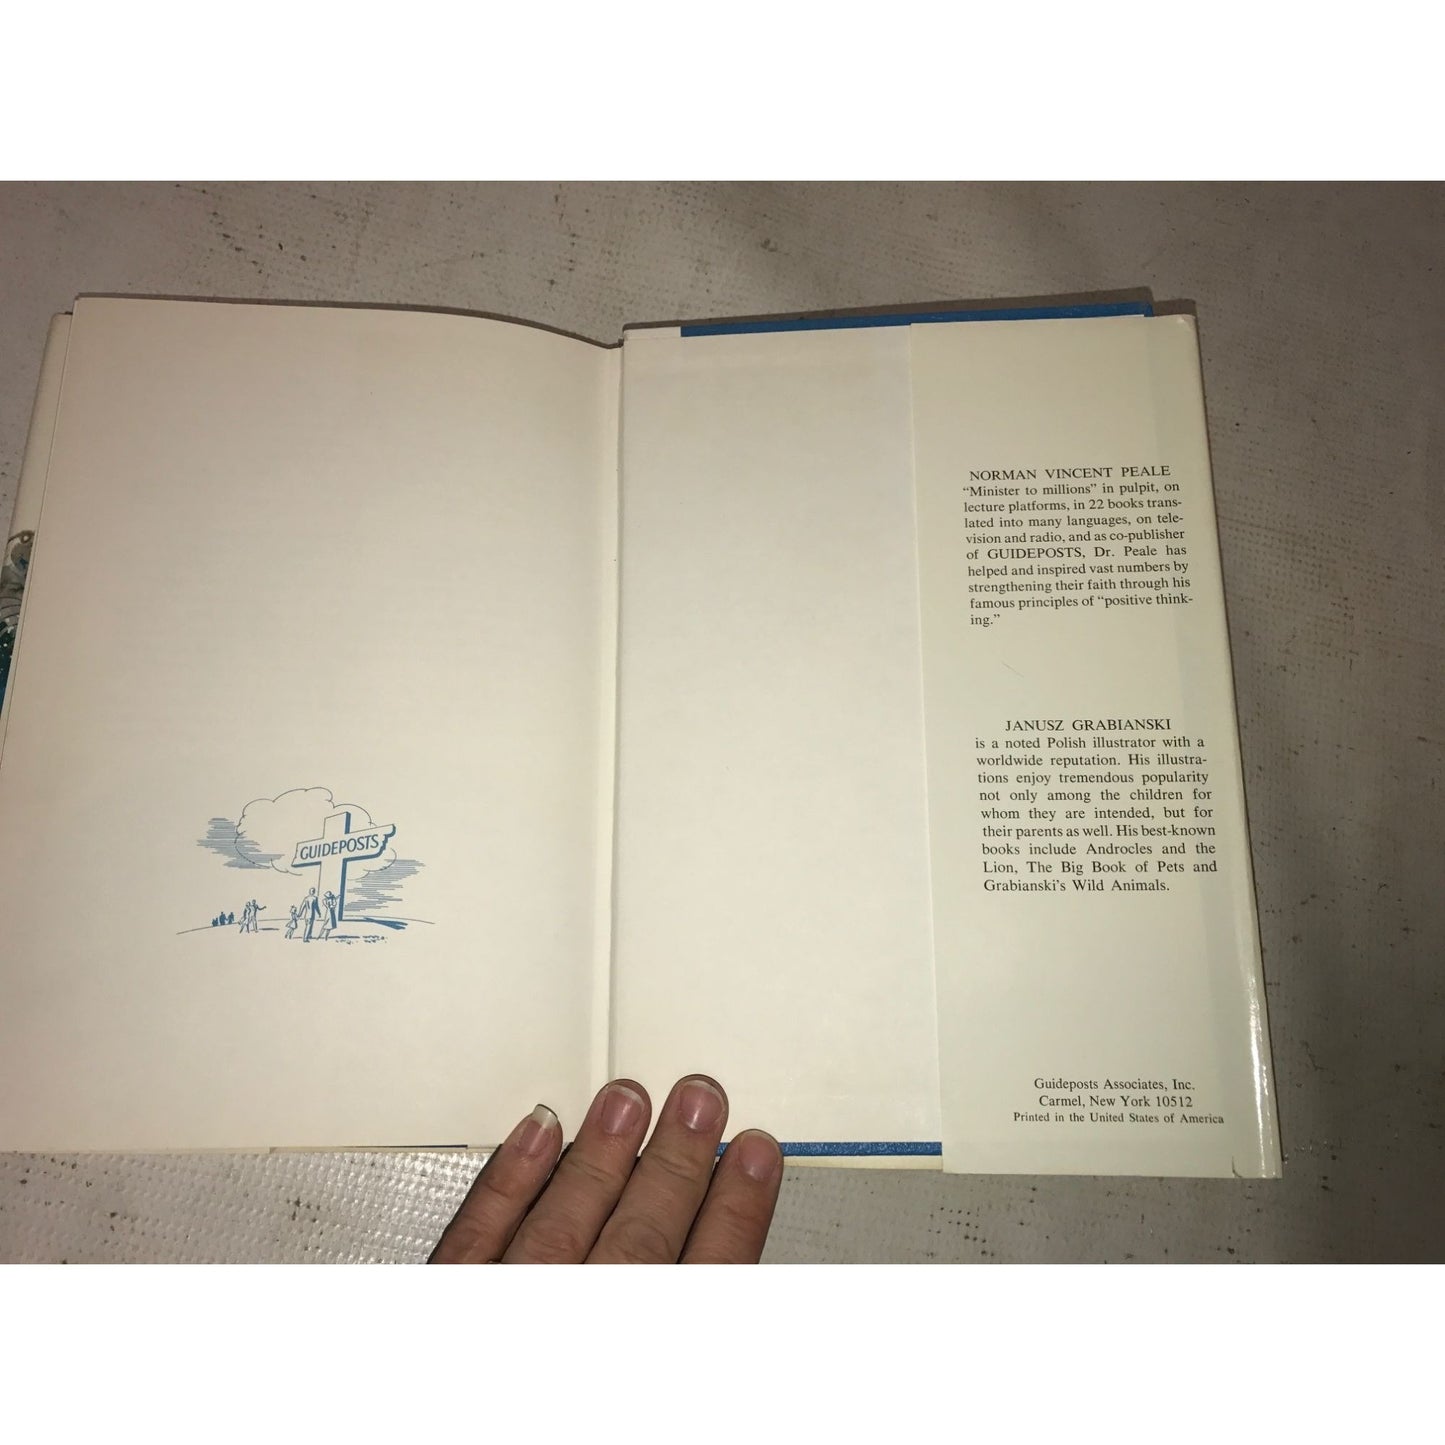 GUIDEPOSTS
NORMAN VINCENT PEALE
“Minister to millions” in pulpit, on
lecture platforms, in 22 books trans-
lated into many languages, on tele-
vision and radio, and as co-publisher
of GUIDEPOSTS, Dr. Peale has
helped and inspired vast numbers by
strengthening their faith through his
famous principles of “positive think-
ing.”
JANUSZ GRABIANSKI
is a noted Polish illustrator with a
worldwide reputation. His illustra-
tions enjoy tremendous popularity
not only among the children for
whom they are intended, but for
their parents as well. His best-known
books include Androcles and the
Lion, The Big Book of Pets and
Grabianski's Wild Animals.
Guideposts Associates, Inc.
Carmel, New York 10512
Printed in the United States of America